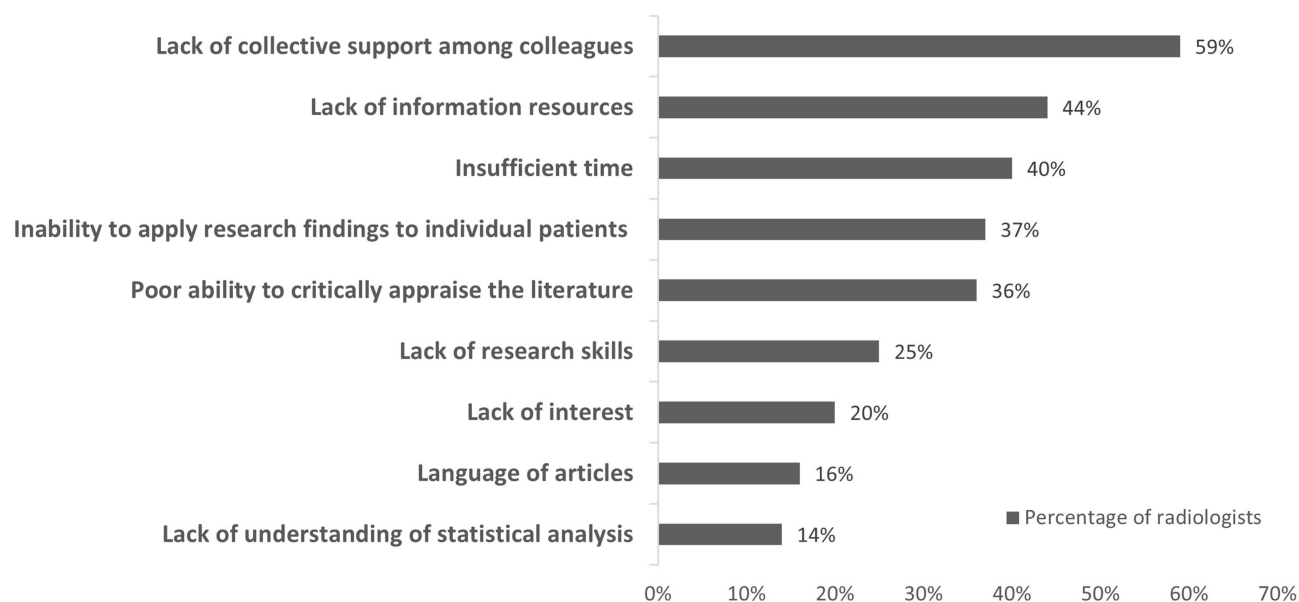 Lack of collective support among colleagues 59%
Lack of information resources 44%
Insufficient time 40%
Inability to apply research findings to individual patients 37%
Poor ability to critically appraise the literature 36%
Lack of research skills 25%
Lack of interest 20%
Language of articles 16%
Percentage of radiologists
Lack of understanding of statistical analysis 14%
0% 10% 20% 30% 40% 50% 60% 70%